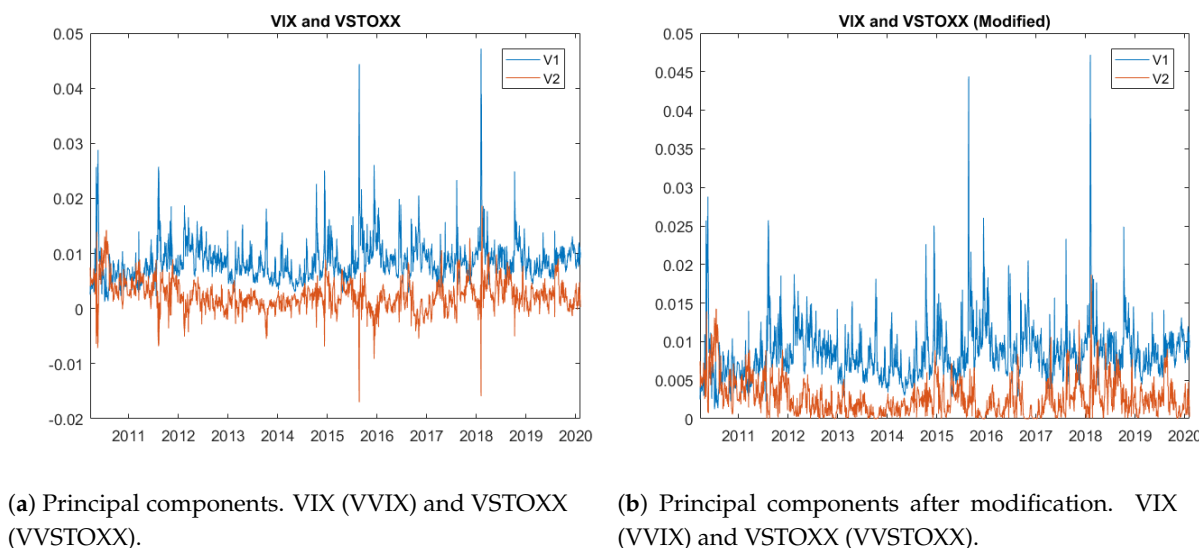 VIX and VSTOXX
0.05
0.04
0.03
0.02
0.01
0
-0.01
-0.02
2011 2012 2013 2014 2015 2016 2017 2018 2019 2020
V1
V2
VIX and VSTOXX (Modified)
0.05
0.045
0.04
0.035
0.03
0.025
0.02
0.015
0.01
0.005
0
2011 2012 2013 2014 2015 2016 2017 2018 2019 2020
V1
V2
(a) Principal components. VIX (VVIX) and VSTOXX
(VVSTOXX).
(b) Principal components after modification. VIX
(VVIX) and VSTOXX (VVSTOXX).